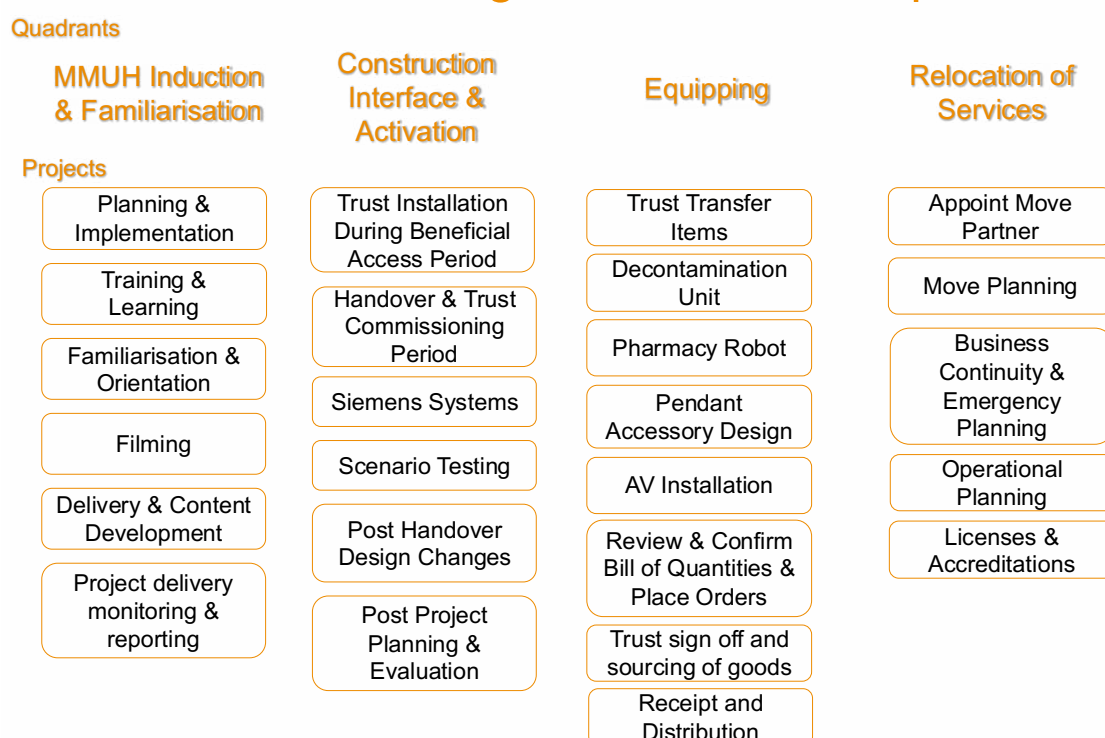 Quadrants
MMUH Induction
& Familiarisation
Construction
Interface &
Activation
Equipping
Relocation of
Services
Projects
Planning &
Implementation
Training &
Learning
Familiarisation &
Orientation
Filming
Delivery & Content
Development
Project delivery
monitoring &
reporting
Trust Installation
During Beneficial
Access Period
Handover & Trust
Commissioning
Period
Siemens Systems
Scenario Testing
Post Handover
Design Changes
Post Project
Planning &
Evaluation
Trust Transfer
Items
Decontamination
Unit
Pharmacy Robot
Pendant
Accessory Design
AV Installation
Review & Confirm
Bill of Quantities &
Place Orders
Trust sign off and
sourcing of goods
Receipt and
Distribution
Appoint Move
Partner
Move Planning
Business
Continuity &
Emergency
Planning
Operational
Planning
Licenses &
Accreditations